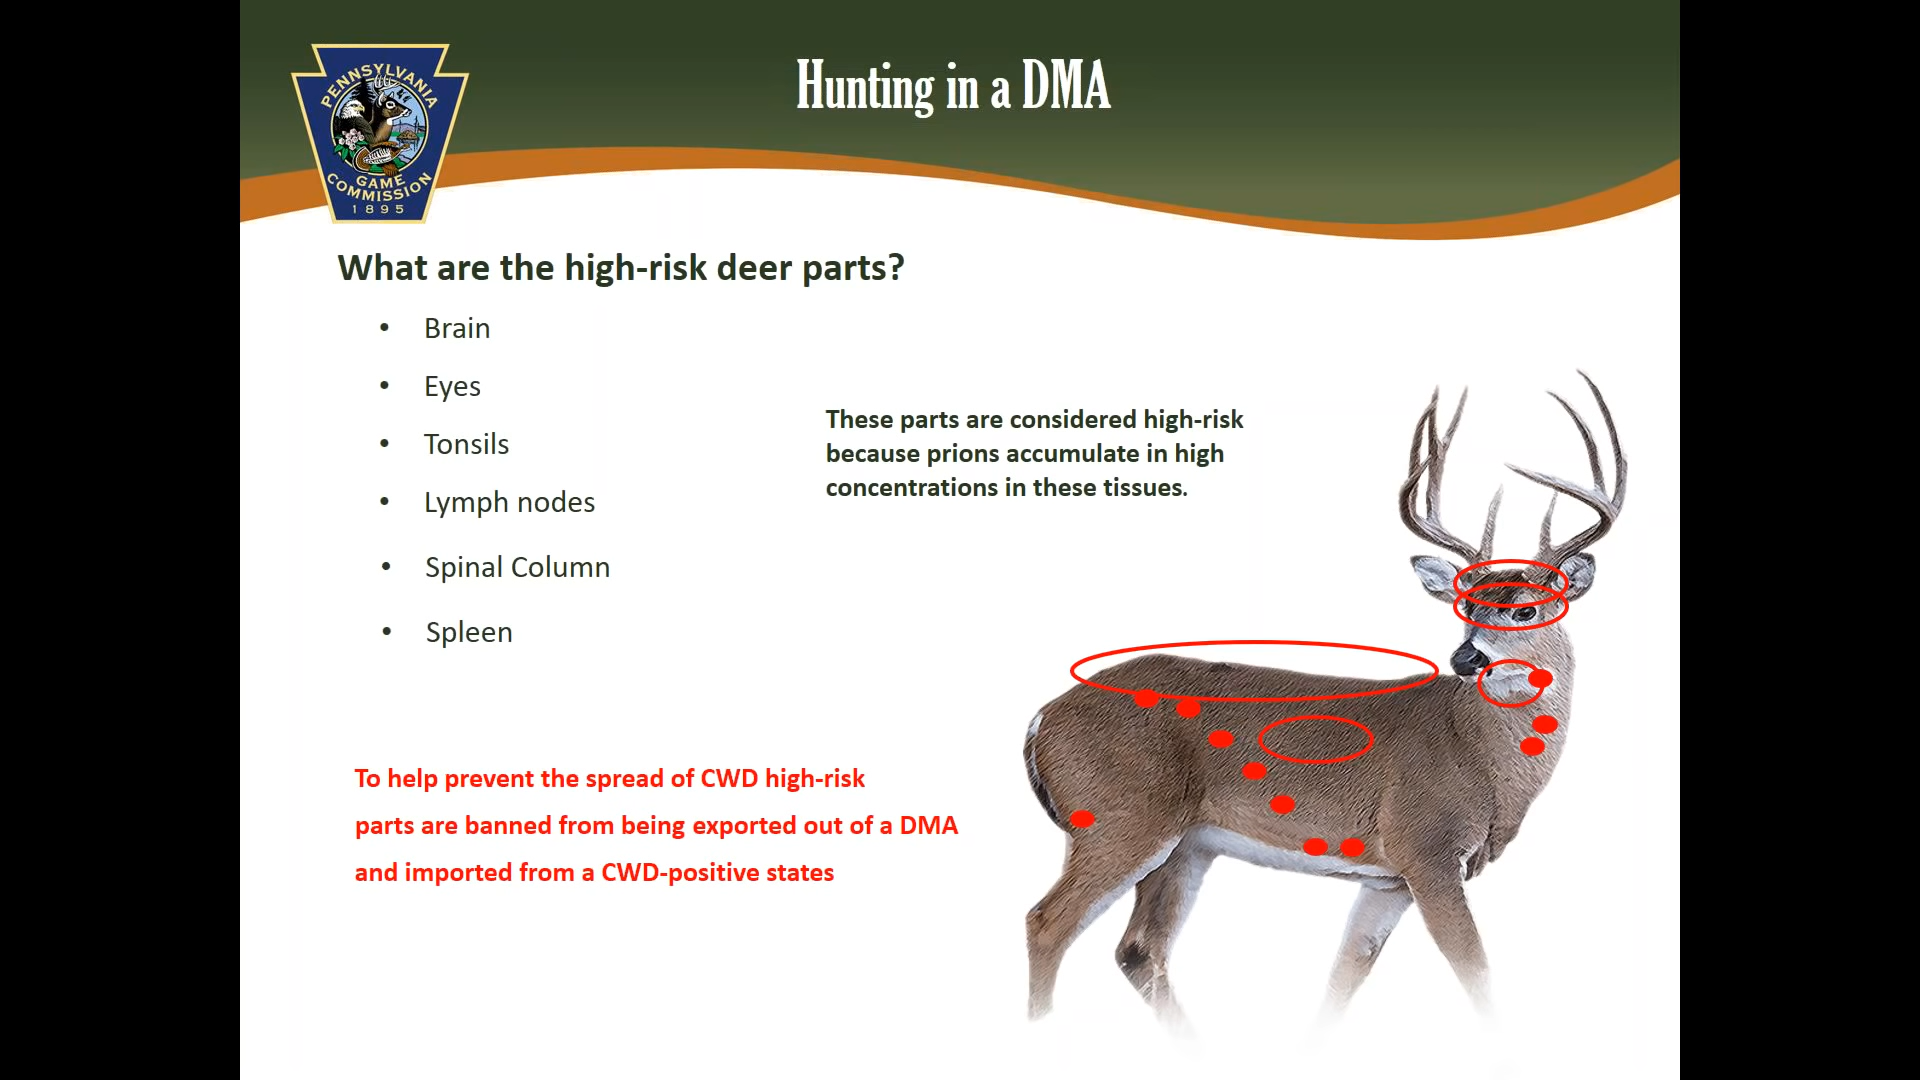 PENNSYLVANIA
GAME
COMMISSION
1895
Hunting in a DMA
What are the high-risk deer parts?
• Brain
• Eyes
• Tonsils
• Lymph nodes
• Spinal Column
• Spleen
These parts are considered high-risk
because prions accumulate in high
concentrations in these tissues.
To help prevent the spread of CWD high-risk
parts are banned from being exported out of a DMA
and imported from a CWD-positive states